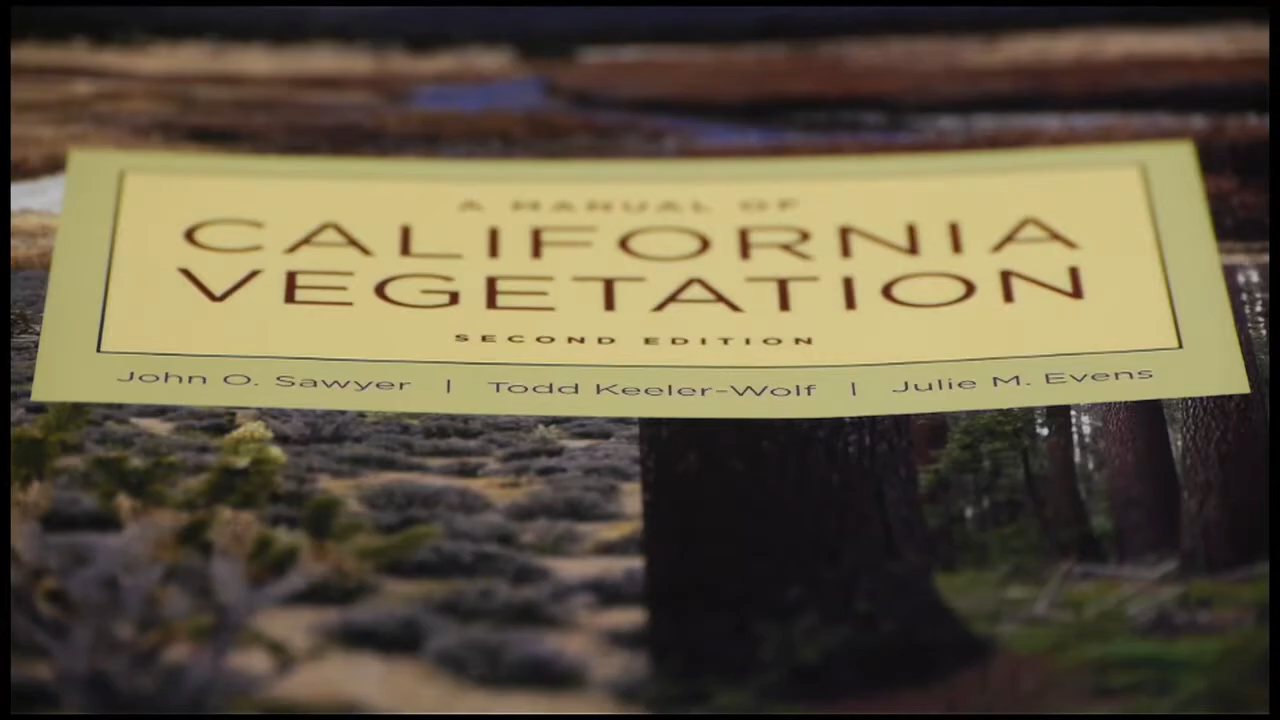 A MANUAL OF
CALIFORNIA
VEGETATION
SECOND EDITION
John O. Sawyer | Todd Keeler-Wolf | Julie M. Evens